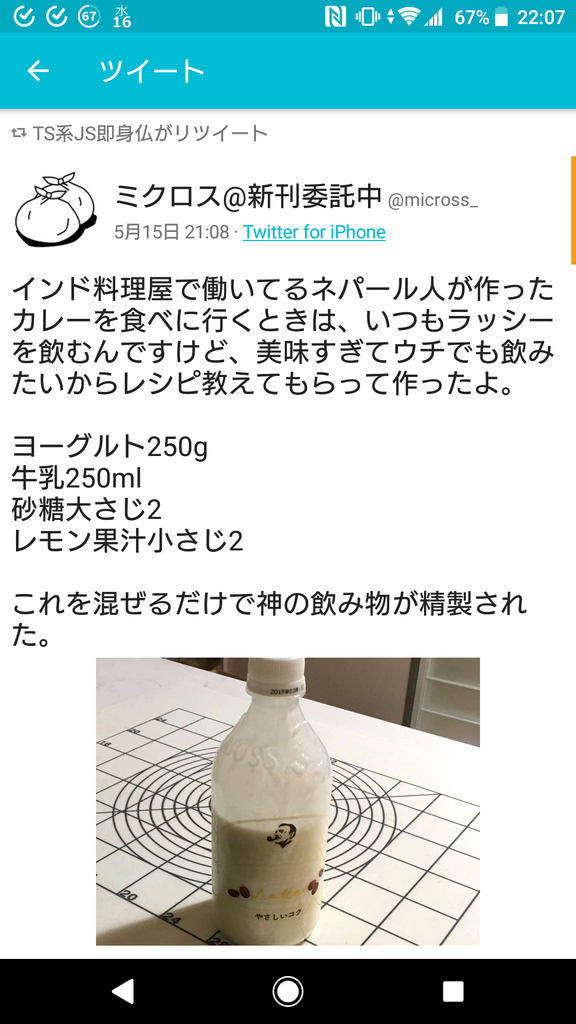 67
水
16
67%
22:07
ツイート
TS系JS即身仏がリツイート
ミクロス@新刊委託中 @micross_
5月15日 21:08 · Twitter for iPhone
インド料理屋で働いてるネパール人が作った
カレーを食べに行くときは、いつもラッシー
を飲むんですけど、美味すぎてウチでも飲み
たいからレシピ教えてもらって作ったよ。
ヨーグルト250g
牛乳250ml
砂糖大さじ2
レモン果汁小さじ2
これを混ぜるだけで神の飲み物が精製され
た。
BOSS
やさしいコク
20
24